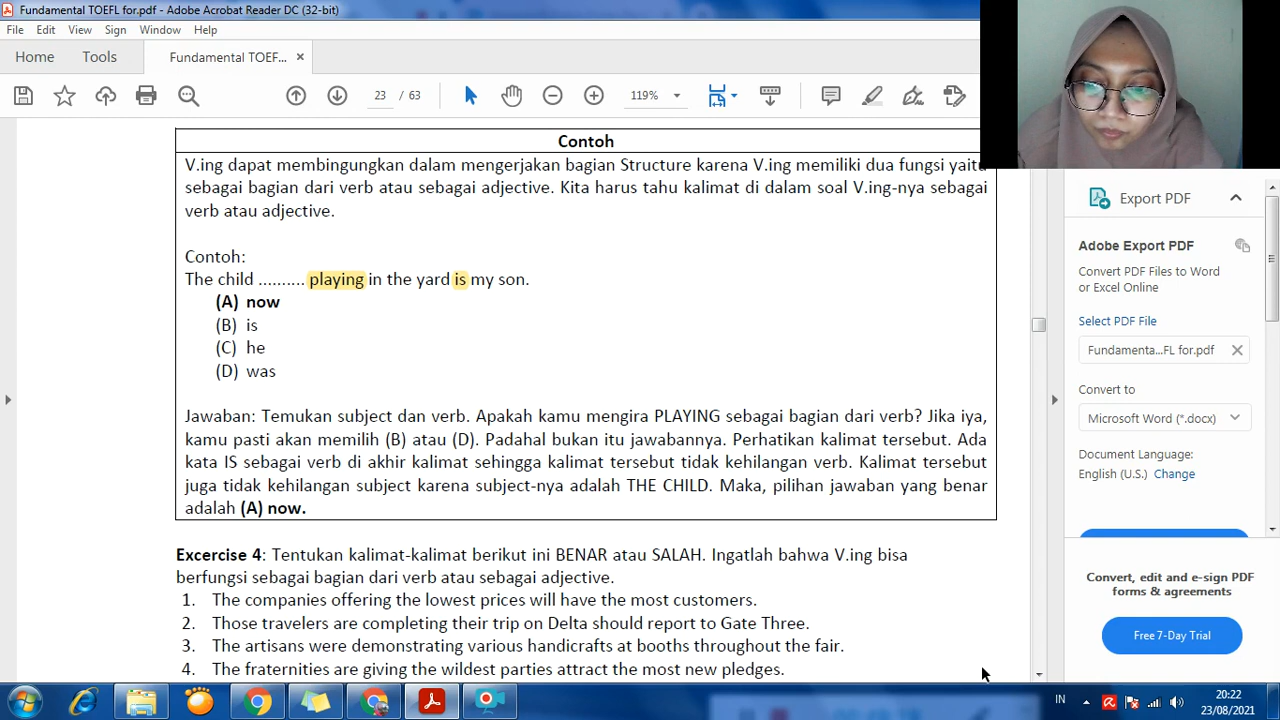 Fundamental TOEFL for.pdf - Adobe Acrobat Reader DC (32-bit)
File Edit View Sign Window Help
Home Tools Fundamental TOEF... ×
23 / 63 119%
Contoh
V.ing dapat membingungkan dalam mengerjakan bagian Structure karena V.ing memiliki dua fungsi yaitu
sebagai bagian dari verb atau sebagai adjective. Kita harus tahu kalimat di dalam soal V.ing-nya sebagai
verb atau adjective.
Contoh:
The child .......... playing in the yard is my son.
(A) now
(B) is
(C) he
(D) was
Jawaban: Temukan subject dan verb. Apakah kamu mengira PLAYING sebagai bagian dari verb? Jika iya,
kamu pasti akan memilih (B) atau (D). Padahal bukan itu jawabannya. Perhatikan kalimat tersebut. Ada
kata IS sebagai verb di akhir kalimat sehingga kalimat tersebut tidak kehilangan verb. Kalimat tersebut
juga tidak kehilangan subject karena subject-nya adalah THE CHILD. Maka, pilihan jawaban yang benar
adalah (A) now.
Excercise 4: Tentukan kalimat-kalimat berikut ini BENAR atau SALAH. Ingatlah bahwa V.ing bisa
berfungsi sebagai bagian dari verb atau sebagai adjective.
1. The companies offering the lowest prices will have the most customers.
2. Those travelers are completing their trip on Delta should report to Gate Three.
3. The artisans were demonstrating various handicrafts at booths throughout the fair.
4. The fraternities are giving the wildest parties attract the most new pledges.
Export PDF
Adobe Export PDF
Convert PDF Files to Word
or Excel Online
Select PDF File
Fundamenta...FL for.pdf ×
Convert to
Microsoft Word (*.docx)
Document Language:
English (U.S.) Change
Convert, edit and e-sign PDF
forms & agreements
Free 7-Day Trial
IN
20:22
23/08/2021